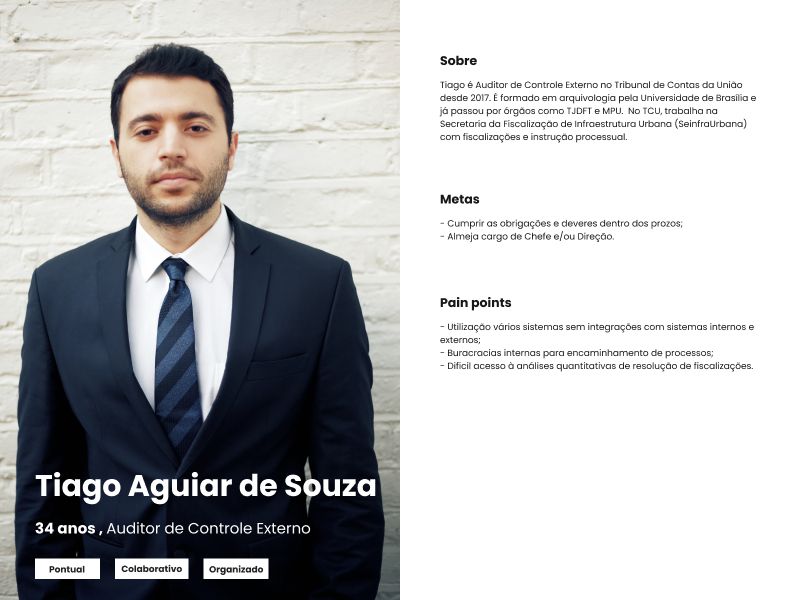 Tiago Aguiar de Souza
34 anos , Auditor de Controle Externo
Pontual
Colaborativo
Organizado
Sobre
Tiago é Auditor de Controle Externo no Tribunal de Contas da União
desde 2017. É formado em arquivologia pela Universidade de Brasília e
já passou por órgãos como TJDFT e MPU. No TCU, trabalha na
Secretaria da Fiscalização de Infraestrutura Urbana (SeinfraUrbana)
com fiscalizações e instrução processual.
Metas
- Cumprir as obrigações e deveres dentro dos prozos;
- Almeja cargo de Chefe e/ou Direção.
Pain points
- Utilização vários sistemas sem integrações com sistemas internos e
externos;
- Buracracias internas para encaminhamento de processos;
- Dificil acesso à análises quantitativas de resolução de fiscalizações.